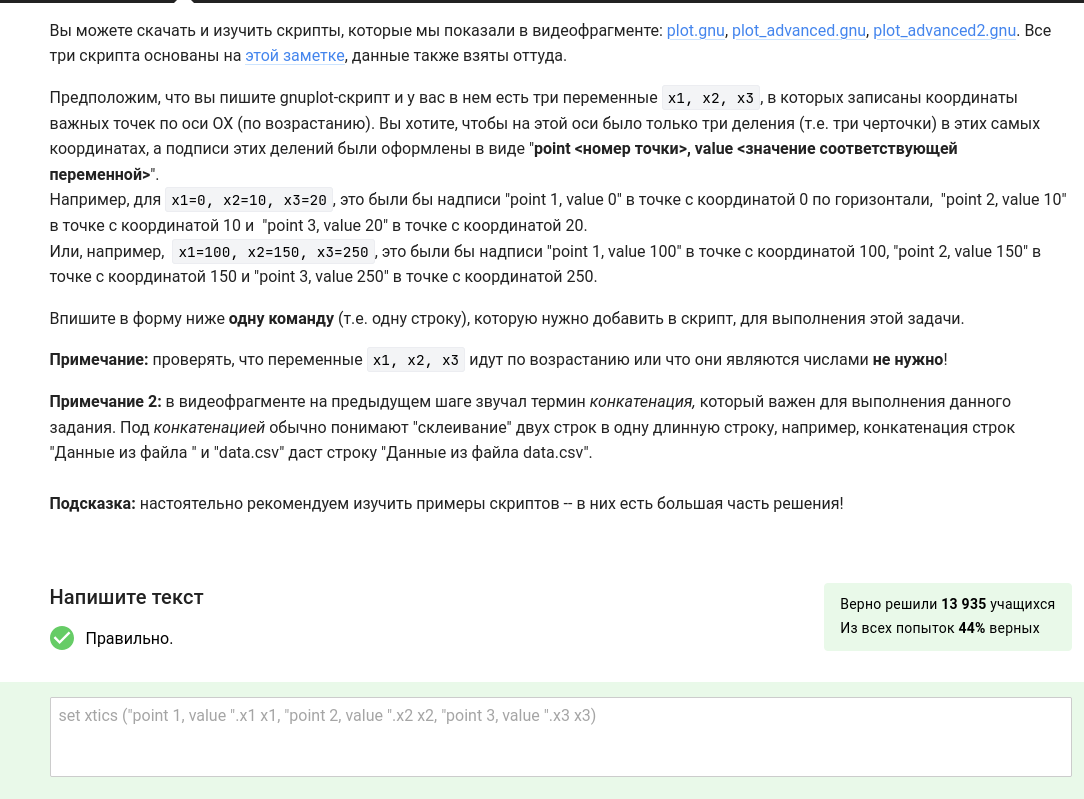 Вы можете скачать и изучить скрипты, которые мы показали в видеофрагменте: plot.gnu, plot_advanced.gnu, plot_advanced2.gnu. Все
три скрипта основаны на этой заметке, данные также взяты оттуда.
Предположим, что вы пишите gnuplot-скрипт и у вас в нем есть три переменные x1, x2, x3, в которых записаны координаты
важных точек по оси OX (по возрастанию). Вы хотите, чтобы на этой оси было только три деления (т.е. три черточки) в этих самых
координатах, а подписи этих делений были оформлены в виде "point <номер точки>, value <значение соответствующей
переменной>".
Например, для x1=0, x2=10, x3=20, это были бы надписи "point 1, value 0" в точке с координатой 0 по горизонтали, "point 2, value 10"
в точке с координатой 10 и "point 3, value 20" в точке с координатой 20.
Или, например, x1=100, x2=150, x3=250, это были бы надписи "point 1, value 100" в точке с координатой 100, "point 2, value 150" в
точке с координатой 150 и "point 3, value 250" в точке с координатой 250.
Впишите в форму ниже одну команду (т.е. одну строку), которую нужно добавить в скрипт, для выполнения этой задачи.
Примечание: проверять, что переменные x1, x2, x3 идут по возрастанию или что они являются числами не нужно!
Примечание 2: в видеофрагменте на предыдущем шаге звучал термин конкатенация, который важен для выполнения данного
задания. Под конкатенацией обычно понимают "склеивание" двух строк в одну длинную строку, например, конкатенация строк
"Данные из файла " и "data.csv" даст строку "Данные из файла data.csv".
Подсказка: настоятельно рекомендуем изучить примеры скриптов -- в них есть большая часть решения!
Напишите текст
Верно решили 13 935 учащихся
Из всех попыток 44% верных
Правильно.
set xtics ("point 1, value ".x1 x1, "point 2, value ".x2 x2, "point 3, value ".x3 x3)